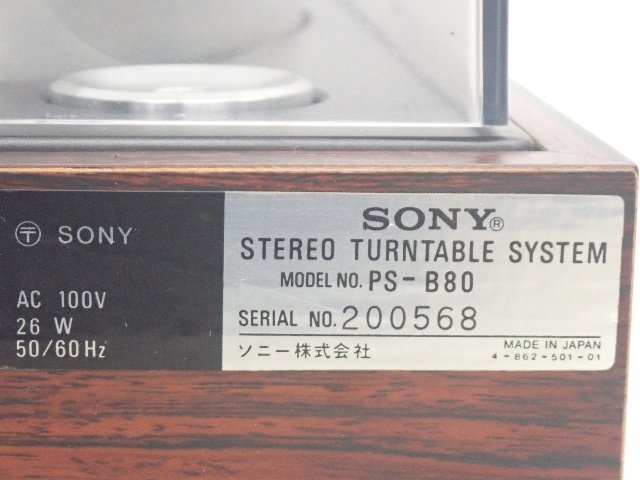 〶 SONY
AC 100V
26 W
50/60Hz
SONY®
STEREO TURNTABLE SYSTEM
MODEL NO. PS-B80
SERIAL NO. 200568
ソニー株式会社
MADE IN JAPAN
4-862-501-01